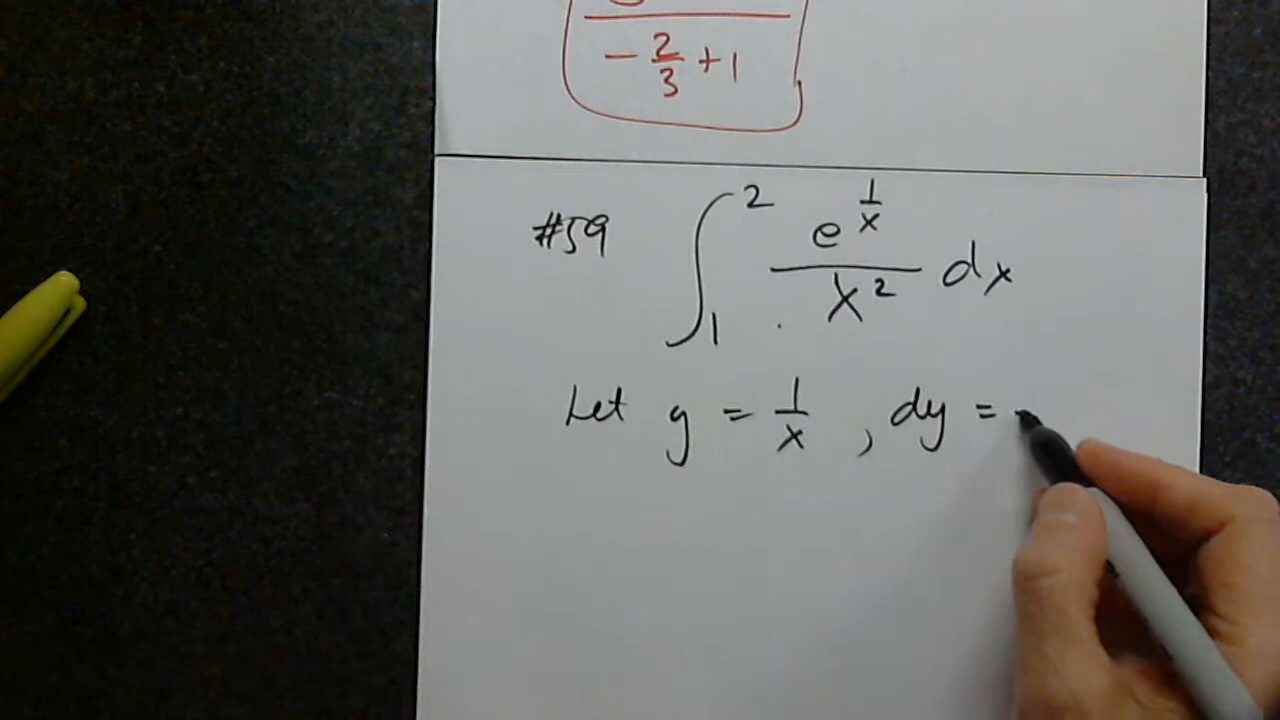 - 2/3 + 1
#59 ∫₁² e^(1/x) / x² dx
Let y = 1/x , dy =